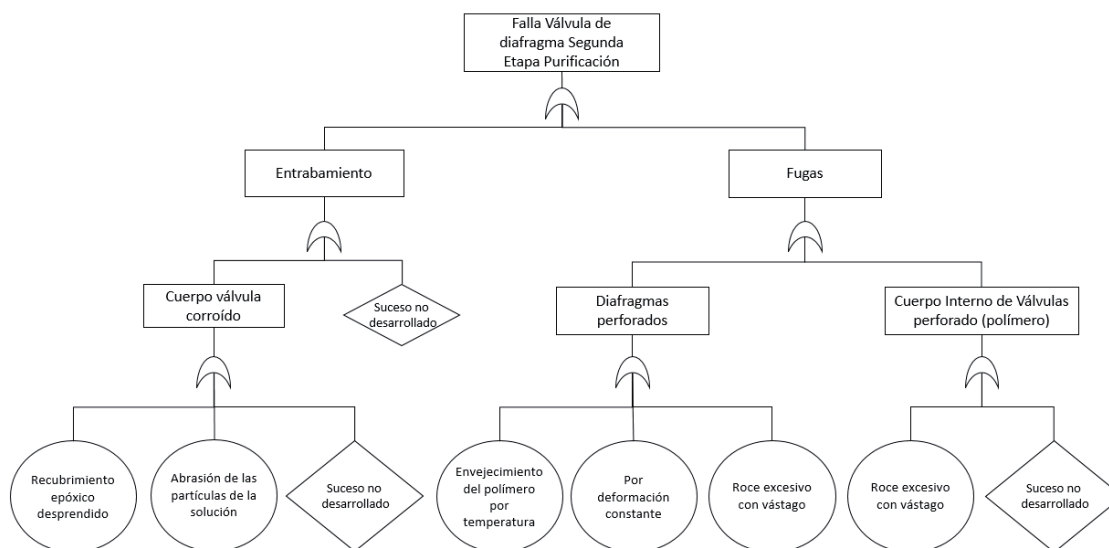 Falla Válvula de
diafragma Segunda
Etapa Purificación
Entrabamiento
Fugas
Cuerpo válvula
corroído
Suceso no
desarrollado
Diafragmas
perforados
Cuerpo Interno de Válvulas
perforado (polímero)
Recubrimiento
epóxico
desprendido
Abrasión de las
partículas de la
solución
Suceso no
desarrollado
Envejecimiento
del polímero
por
temperatura
Por
deformación
constante
Roce excesivo
con vástago
Roce excesivo
con vástago
Suceso no
desarrollado